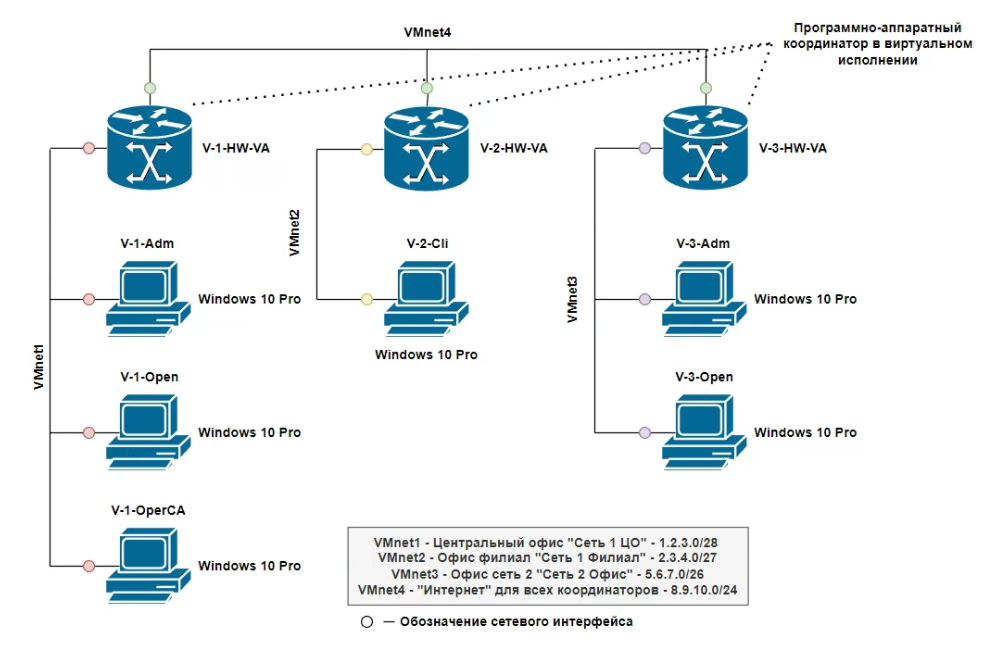 VMnet4
Программно-аппаратный
координатор в виртуальном
исполнении
V-1-HW-VA
V-2-HW-VA
V-3-HW-VA
VMnet1
VMnet2
VMnet3
V-1-Adm
Windows 10 Pro
V-2-Cli
Windows 10 Pro
V-3-Adm
Windows 10 Pro
V-1-Open
Windows 10 Pro
V-3-Open
Windows 10 Pro
V-1-OperCA
Windows 10 Pro
VMnet1 - Центральный офис "Сеть 1 ЦО" - 1.2.3.0/28
VMnet2 - Офис филиал "Сеть 1 Филиал" - 2.3.4.0/27
VMnet3 - Офис сеть 2 "Сеть 2 Офис" - 5.6.7.0/26
VMnet4 - "Интернет" для всех координаторов - 8.9.10.0/24
— Обозначение сетевого интерфейса